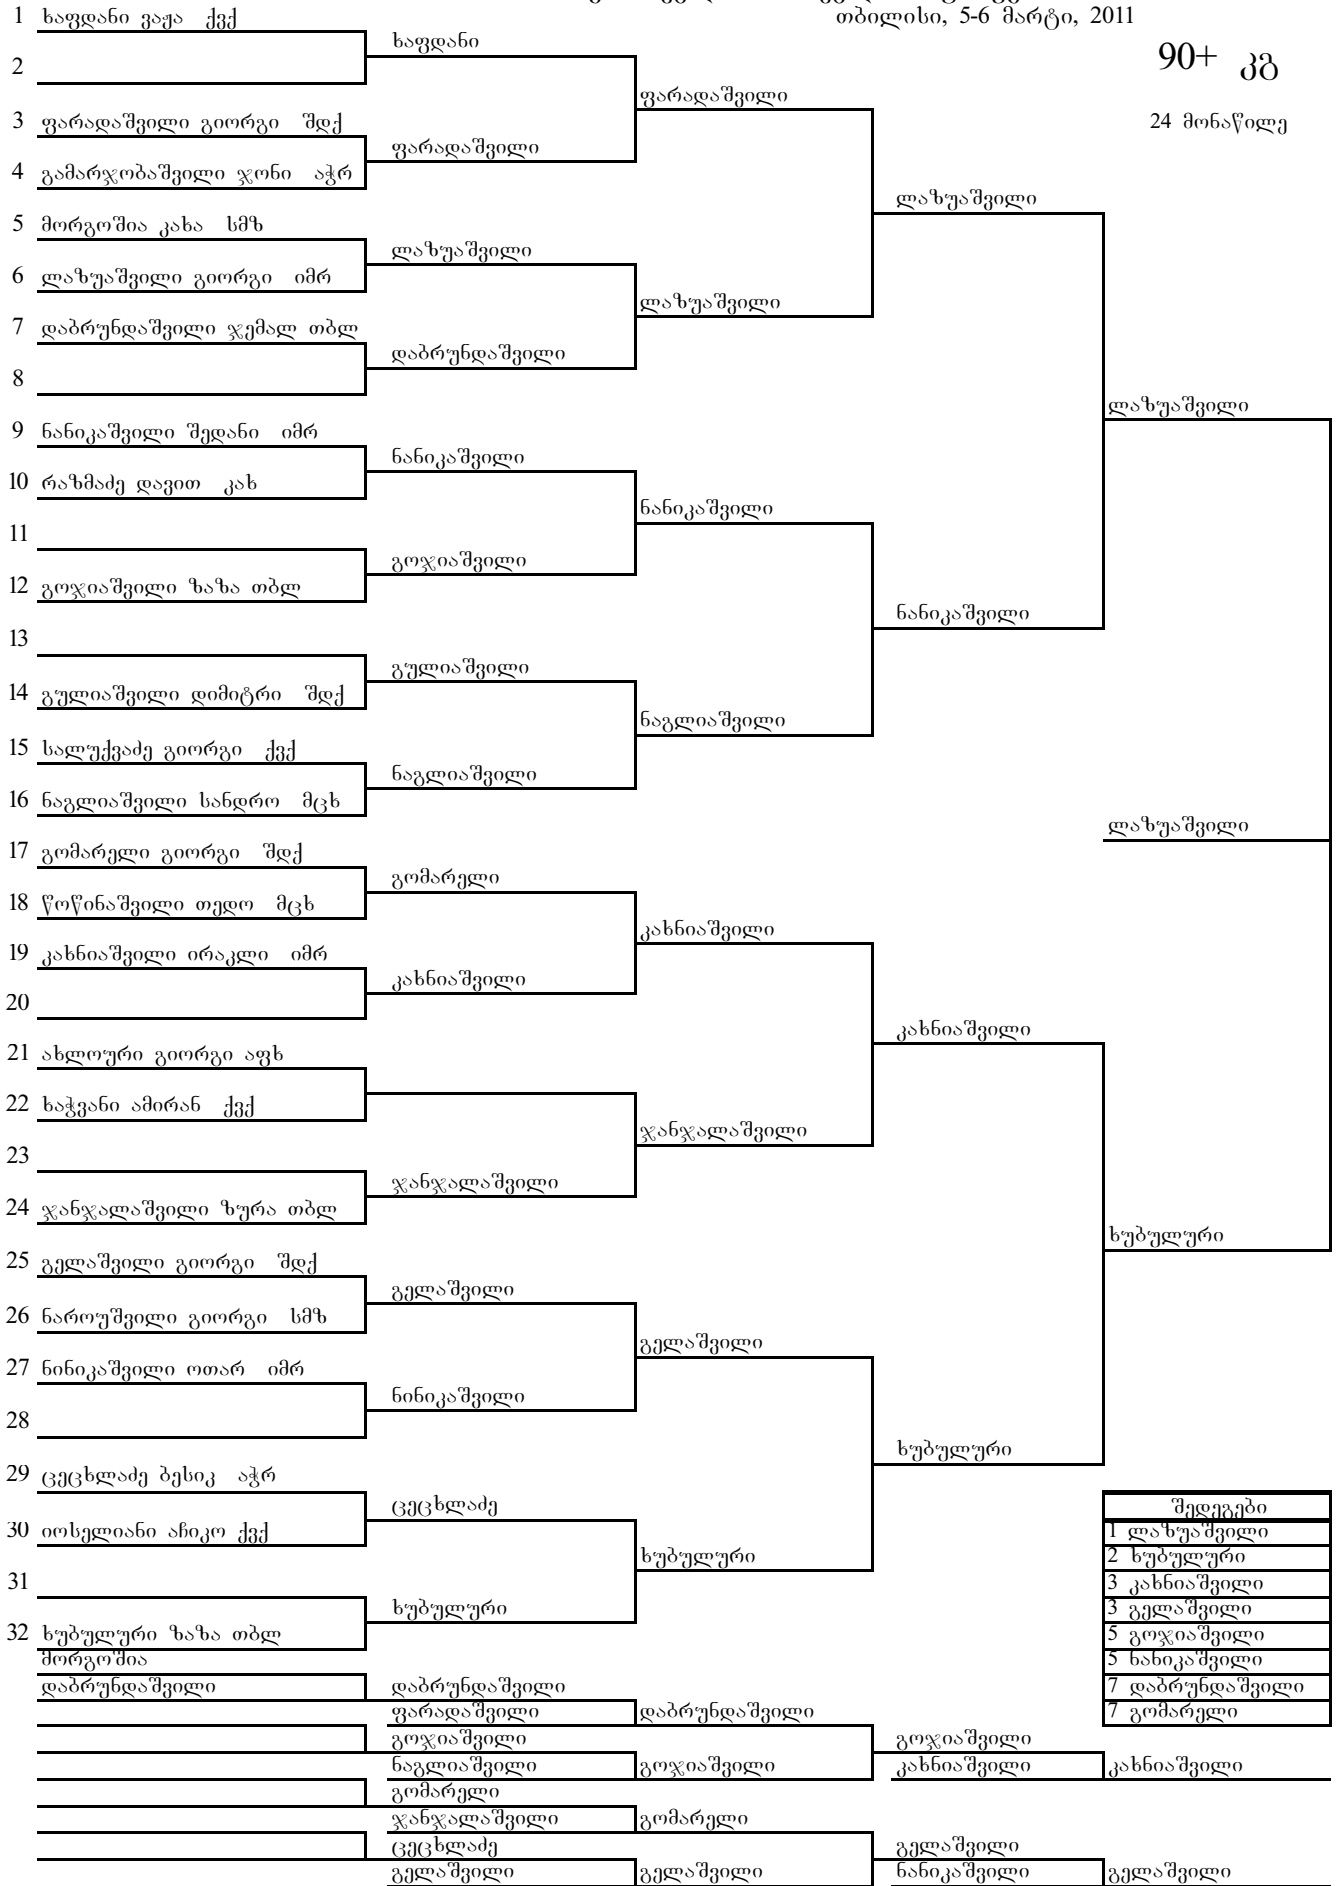 თბილისი, 5-6 მარტი, 2011
90+ კგ
24 მონაწილე
1 ხაფდანი ვაჟა ქვქ
2
3 ფარადაშვილი გიორგი შდქ
4 გამარჯობაშვილი ჯონი აჭრ
5 მორგოშია კახა სმზ
6 ლაზუაშვილი გიორგი იმრ
7 დაბრუნდაშვილი ჯემალ თბლ
8
9 ნანიკაშვილი შედანი იმრ
10 რაზმაძე დავით კახ
11
12 გოჯიაშვილი ზაზა თბლ
13
14 გულიაშვილი დიმიტრი შდქ
15 სალუქვაძე გიორგი ქვქ
16 ნაგლიაშვილი სანდრო მცხ
17 გომარელი გიორგი შდქ
18 წოწინაშვილი თედო მცხ
19 კახნიაშვილი ირაკლი იმრ
20
21 ახლოური გიორგი აფხ
22 ხაჭვანი ამირან ქვქ
23
24 ჯანჯალაშვილი ზურა თბლ
25 გელაშვილი გიორგი შდქ
26 ნაროუშვილი გიორგი სმზ
27 ნინიკაშვილი ოთარ იმრ
28
29 ცეცხლაძე ბესიკ აჭრ
30 იოსელიანი აჩიკო ქვქ
31
32 ხუბულური ზაზა თბლ
ხაფდანი
ფარადაშვილი
ლაზუაშვილი
დაბრუნდაშვილი
ნანიკაშვილი
გოჯიაშვილი
გულიაშვილი
ნაგლიაშვილი
გომარელი
კახნიაშვილი
ჯანჯალაშვილი
გელაშვილი
ნინიკაშვილი
ცეცხლაძე
ხუბულური
ფარადაშვილი
ლაზუაშვილი
ნანიკაშვილი
ნაგლიაშვილი
კახნიაშვილი
ჯანჯალაშვილი
გელაშვილი
ხუბულური
ლაზუაშვილი
ნანიკაშვილი
კახნიაშვილი
ხუბულური
ლაზუაშვილი
ხუბულური
ლაზუაშვილი
შედეგები
1 ლაზუაშვილი
2 ხუბულური
3 კახნიაშვილი
3 გელაშვილი
5 გოჯიაშვილი
5 ნანიკაშვილი
7 დაბრუნდაშვილი
7 გომარელი
მორგოშია
დაბრუნდაშვილი
დაბრუნდაშვილი
ფარადაშვილი
გოჯიაშვილი
ნაგლიაშვილი
გომარელი
ჯანჯალაშვილი
ცეცხლაძე
გელაშვილი
დაბრუნდაშვილი
გოჯიაშვილი
გომარელი
გელაშვილი
გოჯიაშვილი
კახნიაშვილი
გელაშვილი
ნანიკაშვილი
კახნიაშვილი
გელაშვილი